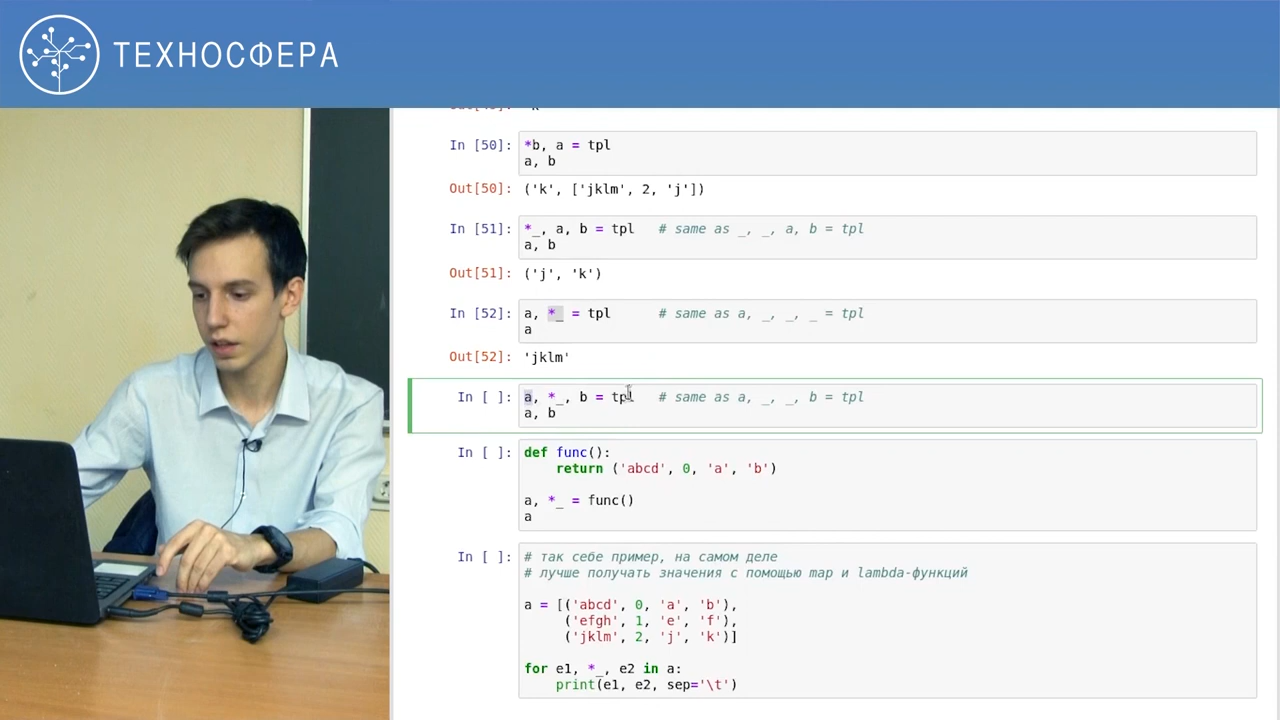 ТЕХНОСФЕРА
In [50]: *b, a = tpl
a, b
Out[50]: ('k', ['jklm', 2, 'j'])
In [51]: *_, a, b = tpl   # same as _, _, a, b = tpl
a, b
Out[51]: ('j', 'k')
In [52]: a, *_ = tpl      # same as a, _, _, _ = tpl
a
Out[52]: 'jklm'
In [ ]: a, *_, b = tpl   # same as a, _, _, b = tpl
a, b
In [ ]: def func():
    return ('abcd', 0, 'a', 'b')
a, *_ = func()
a
In [ ]: # так себе пример, на самом деле
# лучше получать значения с помощью map и lambda-функций
a = [('abcd', 0, 'a', 'b'),
     ('efgh', 1, 'e', 'f'),
     ('jklm', 2, 'j', 'k')]
for e1, *_, e2 in a:
    print(e1, e2, sep='\t')